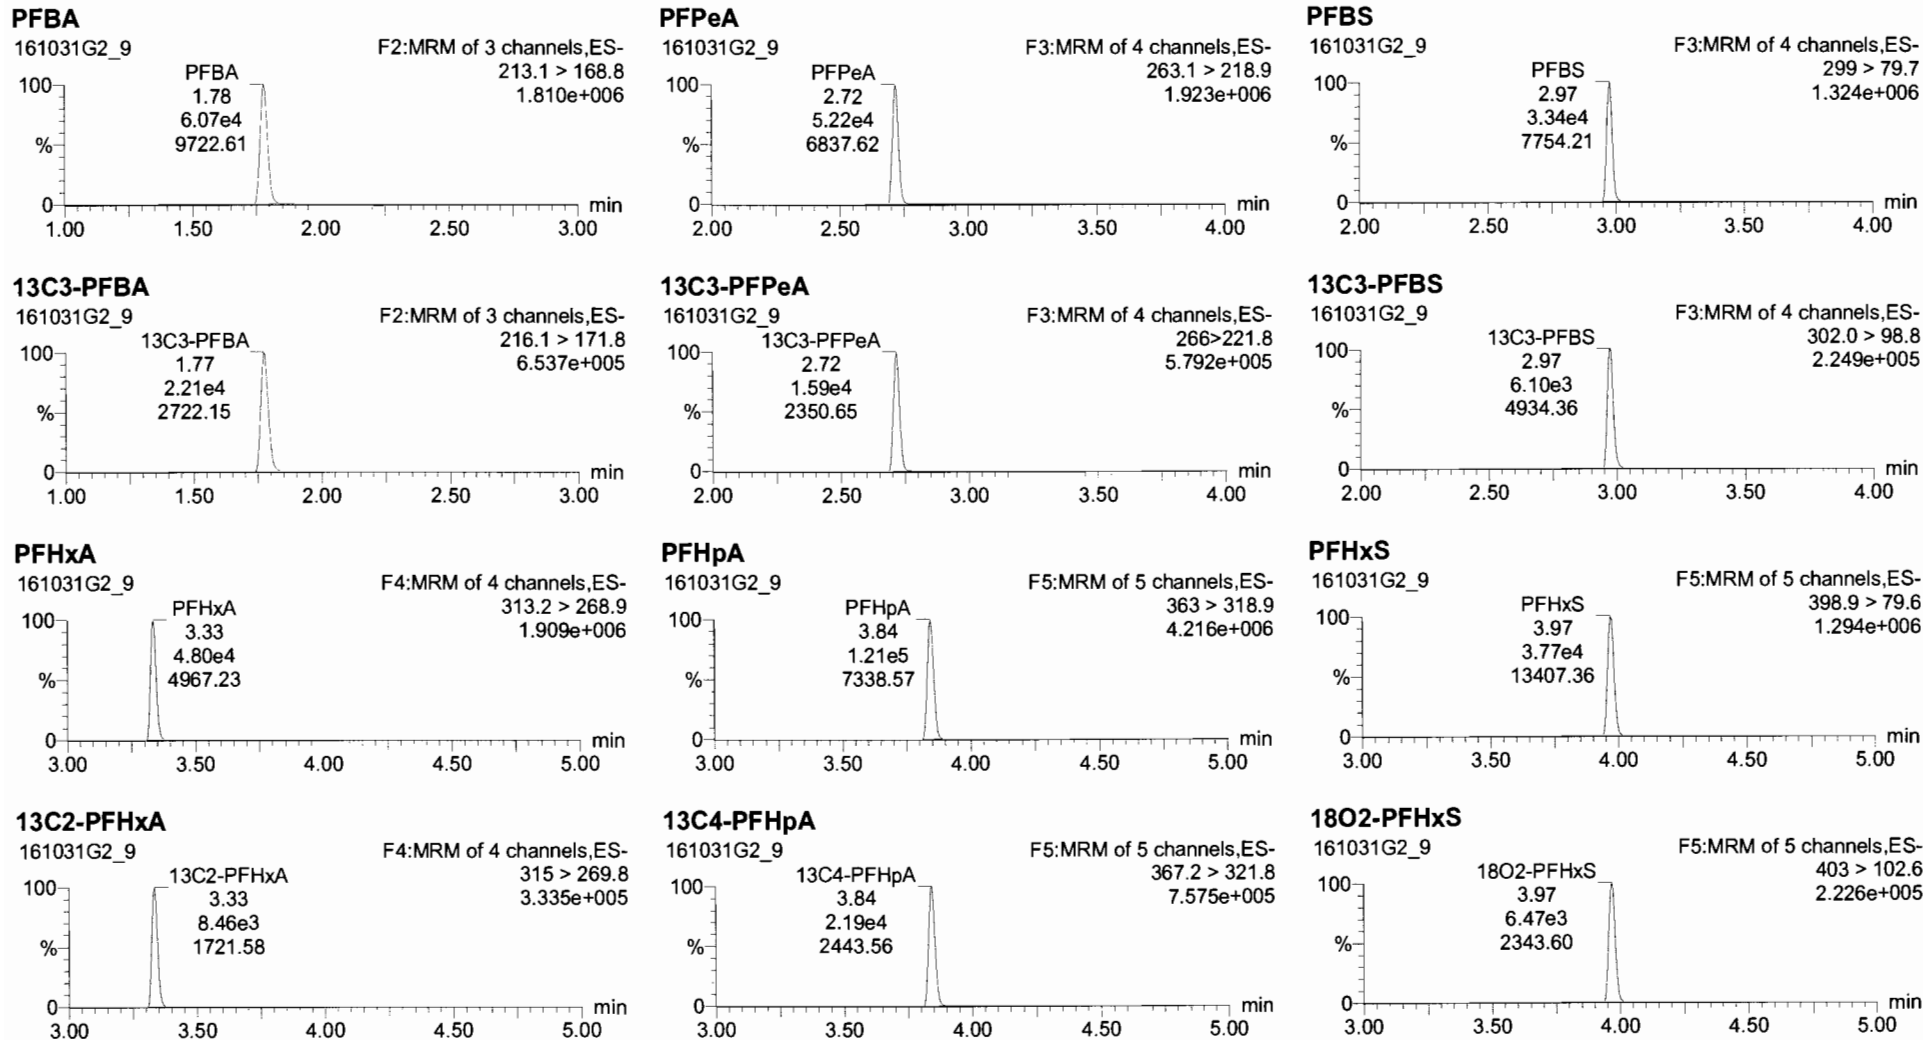 PFBA
161031G2_9
F2:MRM of 3 channels,ES-
213.1 > 168.8
1.810e+006
PFBA
1.78
6.07e4
9722.61
100
%
0
min
1.00 1.50 2.00 2.50 3.00
PFPeA
161031G2_9
F3:MRM of 4 channels,ES-
263.1 > 218.9
1.923e+006
PFPeA
2.72
5.22e4
6837.62
100
%
0
min
2.00 2.50 3.00 3.50 4.00
PFBS
161031G2_9
F3:MRM of 4 channels,ES-
299 > 79.7
1.324e+006
PFBS
2.97
3.34e4
7754.21
100
%
0
min
2.00 2.50 3.00 3.50 4.00
13C3-PFBA
161031G2_9
F2:MRM of 3 channels,ES-
216.1 > 171.8
6.537e+005
13C3-PFBA
1.77
2.21e4
2722.15
100
%
0
min
1.00 1.50 2.00 2.50 3.00
13C3-PFPeA
161031G2_9
F3:MRM of 4 channels,ES-
266>221.8
5.792e+005
13C3-PFPeA
2.72
1.59e4
2350.65
100
%
0
min
2.00 2.50 3.00 3.50 4.00
13C3-PFBS
161031G2_9
F3:MRM of 4 channels,ES-
302.0 > 98.8
2.249e+005
13C3-PFBS
2.97
6.10e3
4934.36
100
%
0
min
2.00 2.50 3.00 3.50 4.00
PFHxA
161031G2_9
F4:MRM of 4 channels,ES-
313.2 > 268.9
1.909e+006
PFHxA
3.33
4.80e4
4967.23
100
%
0
min
3.00 3.50 4.00 4.50 5.00
PFHpA
161031G2_9
F5:MRM of 5 channels,ES-
363 > 318.9
4.216e+006
PFHpA
3.84
1.21e5
7338.57
100
%
0
min
3.00 3.50 4.00 4.50 5.00
PFHxS
161031G2_9
F5:MRM of 5 channels,ES-
398.9 > 79.6
1.294e+006
PFHxS
3.97
3.77e4
13407.36
100
%
0
min
3.00 3.50 4.00 4.50 5.00
13C2-PFHxA
161031G2_9
F4:MRM of 4 channels,ES-
315 > 269.8
3.335e+005
13C2-PFHxA
3.33
8.46e3
1721.58
100
%
0
min
3.00 3.50 4.00 4.50 5.00
13C4-PFHpA
161031G2_9
F5:MRM of 5 channels,ES-
367.2 > 321.8
7.575e+005
13C4-PFHpA
3.84
2.19e4
2443.56
100
%
0
min
3.00 3.50 4.00 4.50 5.00
18O2-PFHxS
161031G2_9
F5:MRM of 5 channels,ES-
403 > 102.6
2.226e+005
18O2-PFHxS
3.97
6.47e3
2343.60
100
%
0
min
3.00 3.50 4.00 4.50 5.00